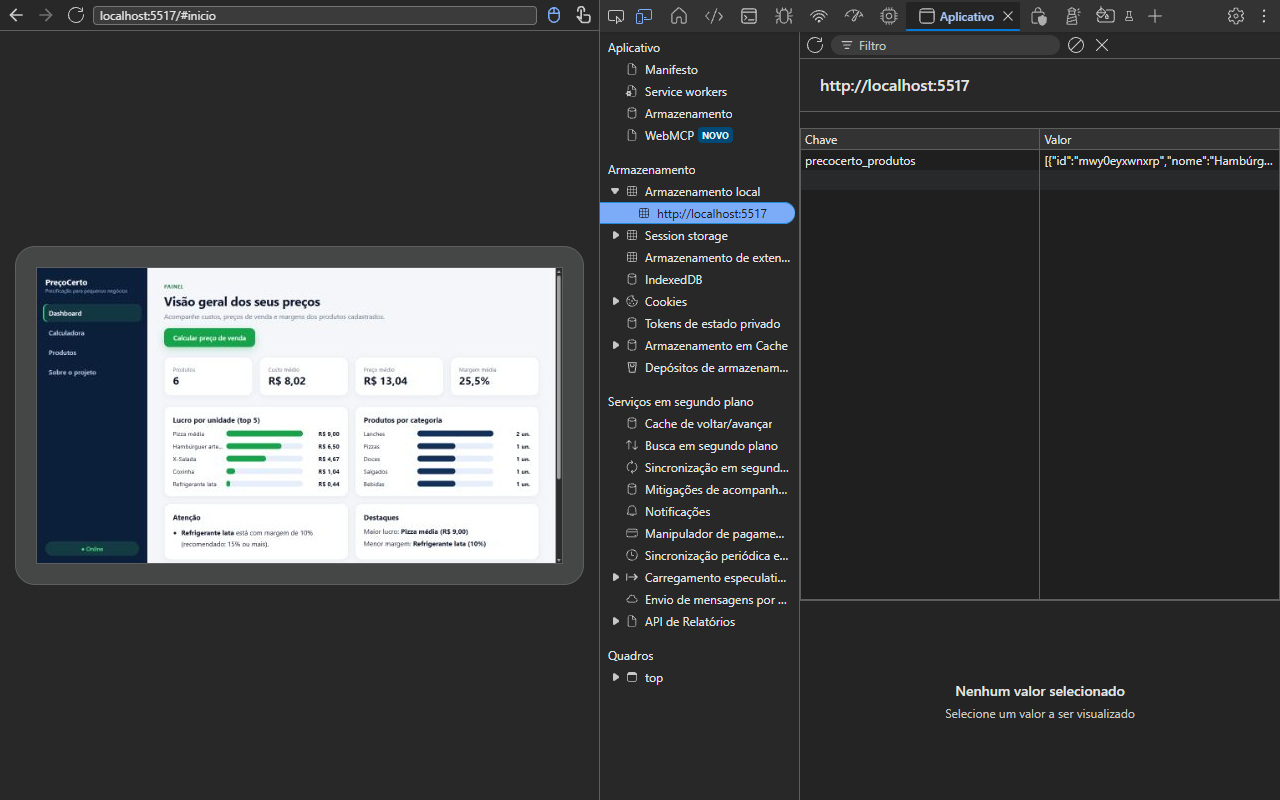 localhost:5517/#inicio
Aplicativo
Filtro
Aplicativo
Manifesto
Service workers
Armazenamento
WebMCP NOVO
Armazenamento
Armazenamento local
http://localhost:5517
Session storage
Armazenamento de exten...
IndexedDB
Cookies
Tokens de estado privado
Armazenamento em Cache
Depósitos de armazenam...
Serviços em segundo plano
Cache de voltar/avançar
Busca em segundo plano
Sincronização em segund...
Mitigações de acompanh...
Notificações
Manipulador de pagame...
Sincronização periódica e...
Carregamento especulati...
Envio de mensagens por ...
API de Relatórios
Quadros
top
http://localhost:5517
Chave Valor
precocerto_produtos [{"id":"mwy0eyxwnxrp","nome":"Hambúrg...
Nenhum valor selecionado
Selecione um valor a ser visualizado
PreçoCerto
Precificação para pequenos negócios
Dashboard
Calculadora
Produtos
Sobre o projeto
● Online
PAINEL
Visão geral dos seus preços
Acompanhe custos, preços de venda e margens dos produtos cadastrados.
Calcular preço de venda
Produtos
6
Custo médio
R$ 8,02
Preço médio
R$ 13,04
Margem média
25,5%
Lucro por unidade (top 5)
Pizza média R$ 9,00
Hambúrguer arte... R$ 6,50
X-Salada R$ 4,67
Coxinha R$ 1,04
Refrigerante lata R$ 0,44
Produtos por categoria
Lanches 2 un.
Pizzas 1 un.
Doces 1 un.
Salgados 1 un.
Bebidas 1 un.
Atenção
• Refrigerante lata está com margem de 10%
(recomendado: 15% ou mais).
Destaques
Maior lucro: Pizza média (R$ 9,00)
Menor margem: Refrigerante lata (10%)